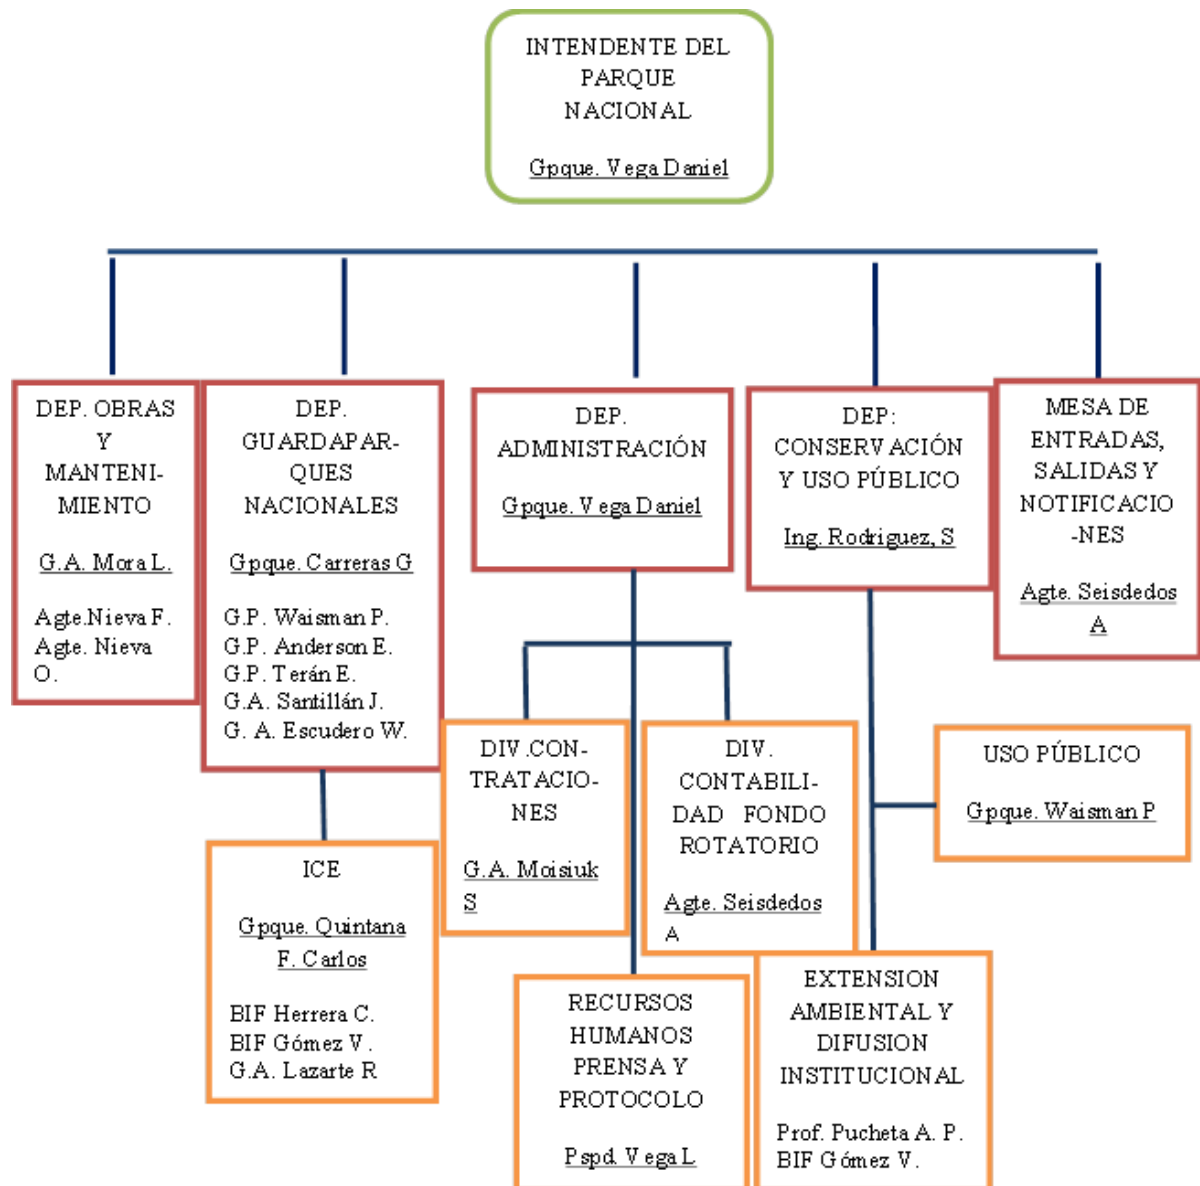 INTENDENTE DEL
PARQUE
NACIONAL
Gpque. Vega Daniel
DEP. OBRAS
Y
MANTENI-
MIENTO
G.A. Mora L.
Agte.Nieva F.
Agte. Nieva
O.
DEP.
GUARDAPAR-
QUES
NACIONALES
Gpque. Carreras G
G.P. Waisman P.
G.P. Anderson E.
G.P. Terán E.
G.A. Santillán J.
G. A. Escudero W.
DEP.
ADMINISTRACIÓN
Gpque. Vega Daniel
DEP:
CONSERVACIÓN
Y USO PÚBLICO
Ing. Rodriguez, S
MESA DE
ENTRADAS,
SALIDAS Y
NOTIFICACIO
-NES
Agte. Seisdedos
A
ICE
Gpque. Quintana
F. Carlos
BIF Herrera C.
BIF Gómez V.
G.A. Lazarte R
DIV.CON-
TRATACIO-
NES
G.A. Moisiuk
S
DIV.
CONTABILI-
DAD FONDO
ROTATORIO
Agte. Seisdedos
A
USO PÚBLICO
Gpque. Waisman P
RECURSOS
HUMANOS
PRENSA Y
PROTOCOLO
Pspd. Vega L
EXTENSION
AMBIENTAL Y
DIFUSION
INSTITUCIONAL
Prof. Pucheta A. P.
BIF Gómez V.